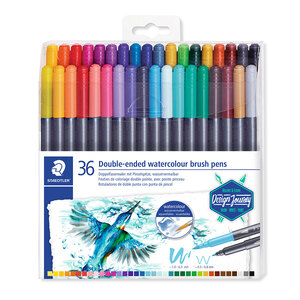 STAEDTLER
36 Double-ended watercolour brush pens
Doppelfasermaler mit Pinselspitze, wasservermalbar
Feutres de coloriage double pointe, avec pointe pinceau
Rotuladores de doble punta con punta de pincel
watercolour
Design Journey